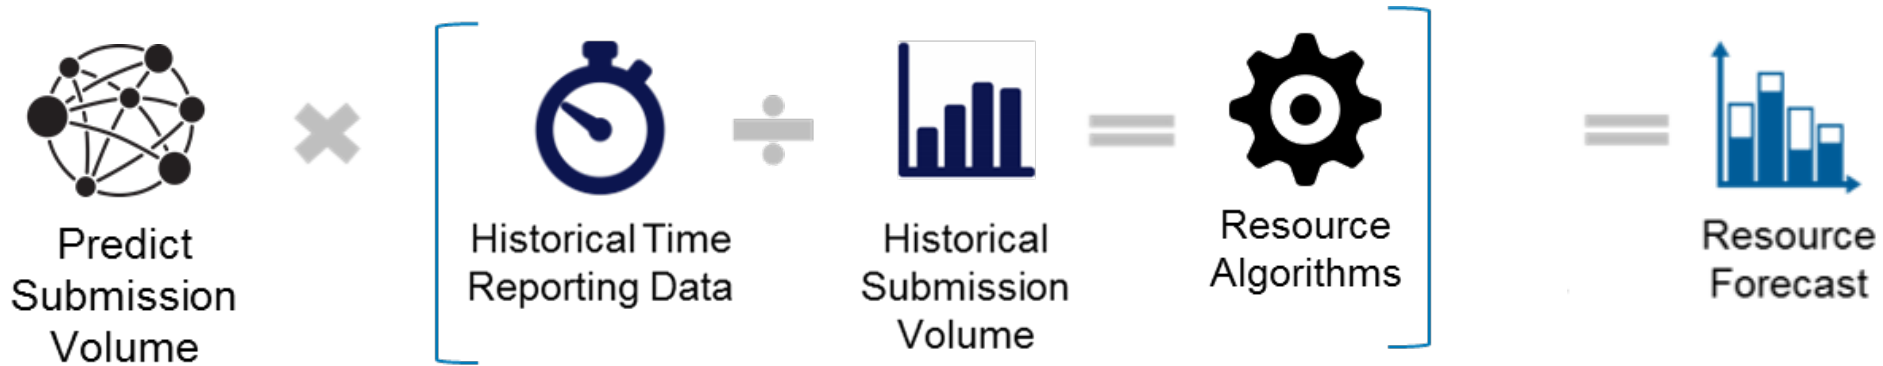 Predict
Submission
Volume
Historical Time
Reporting Data
Historical
Submission
Volume
Resource
Algorithms
Resource
Forecast